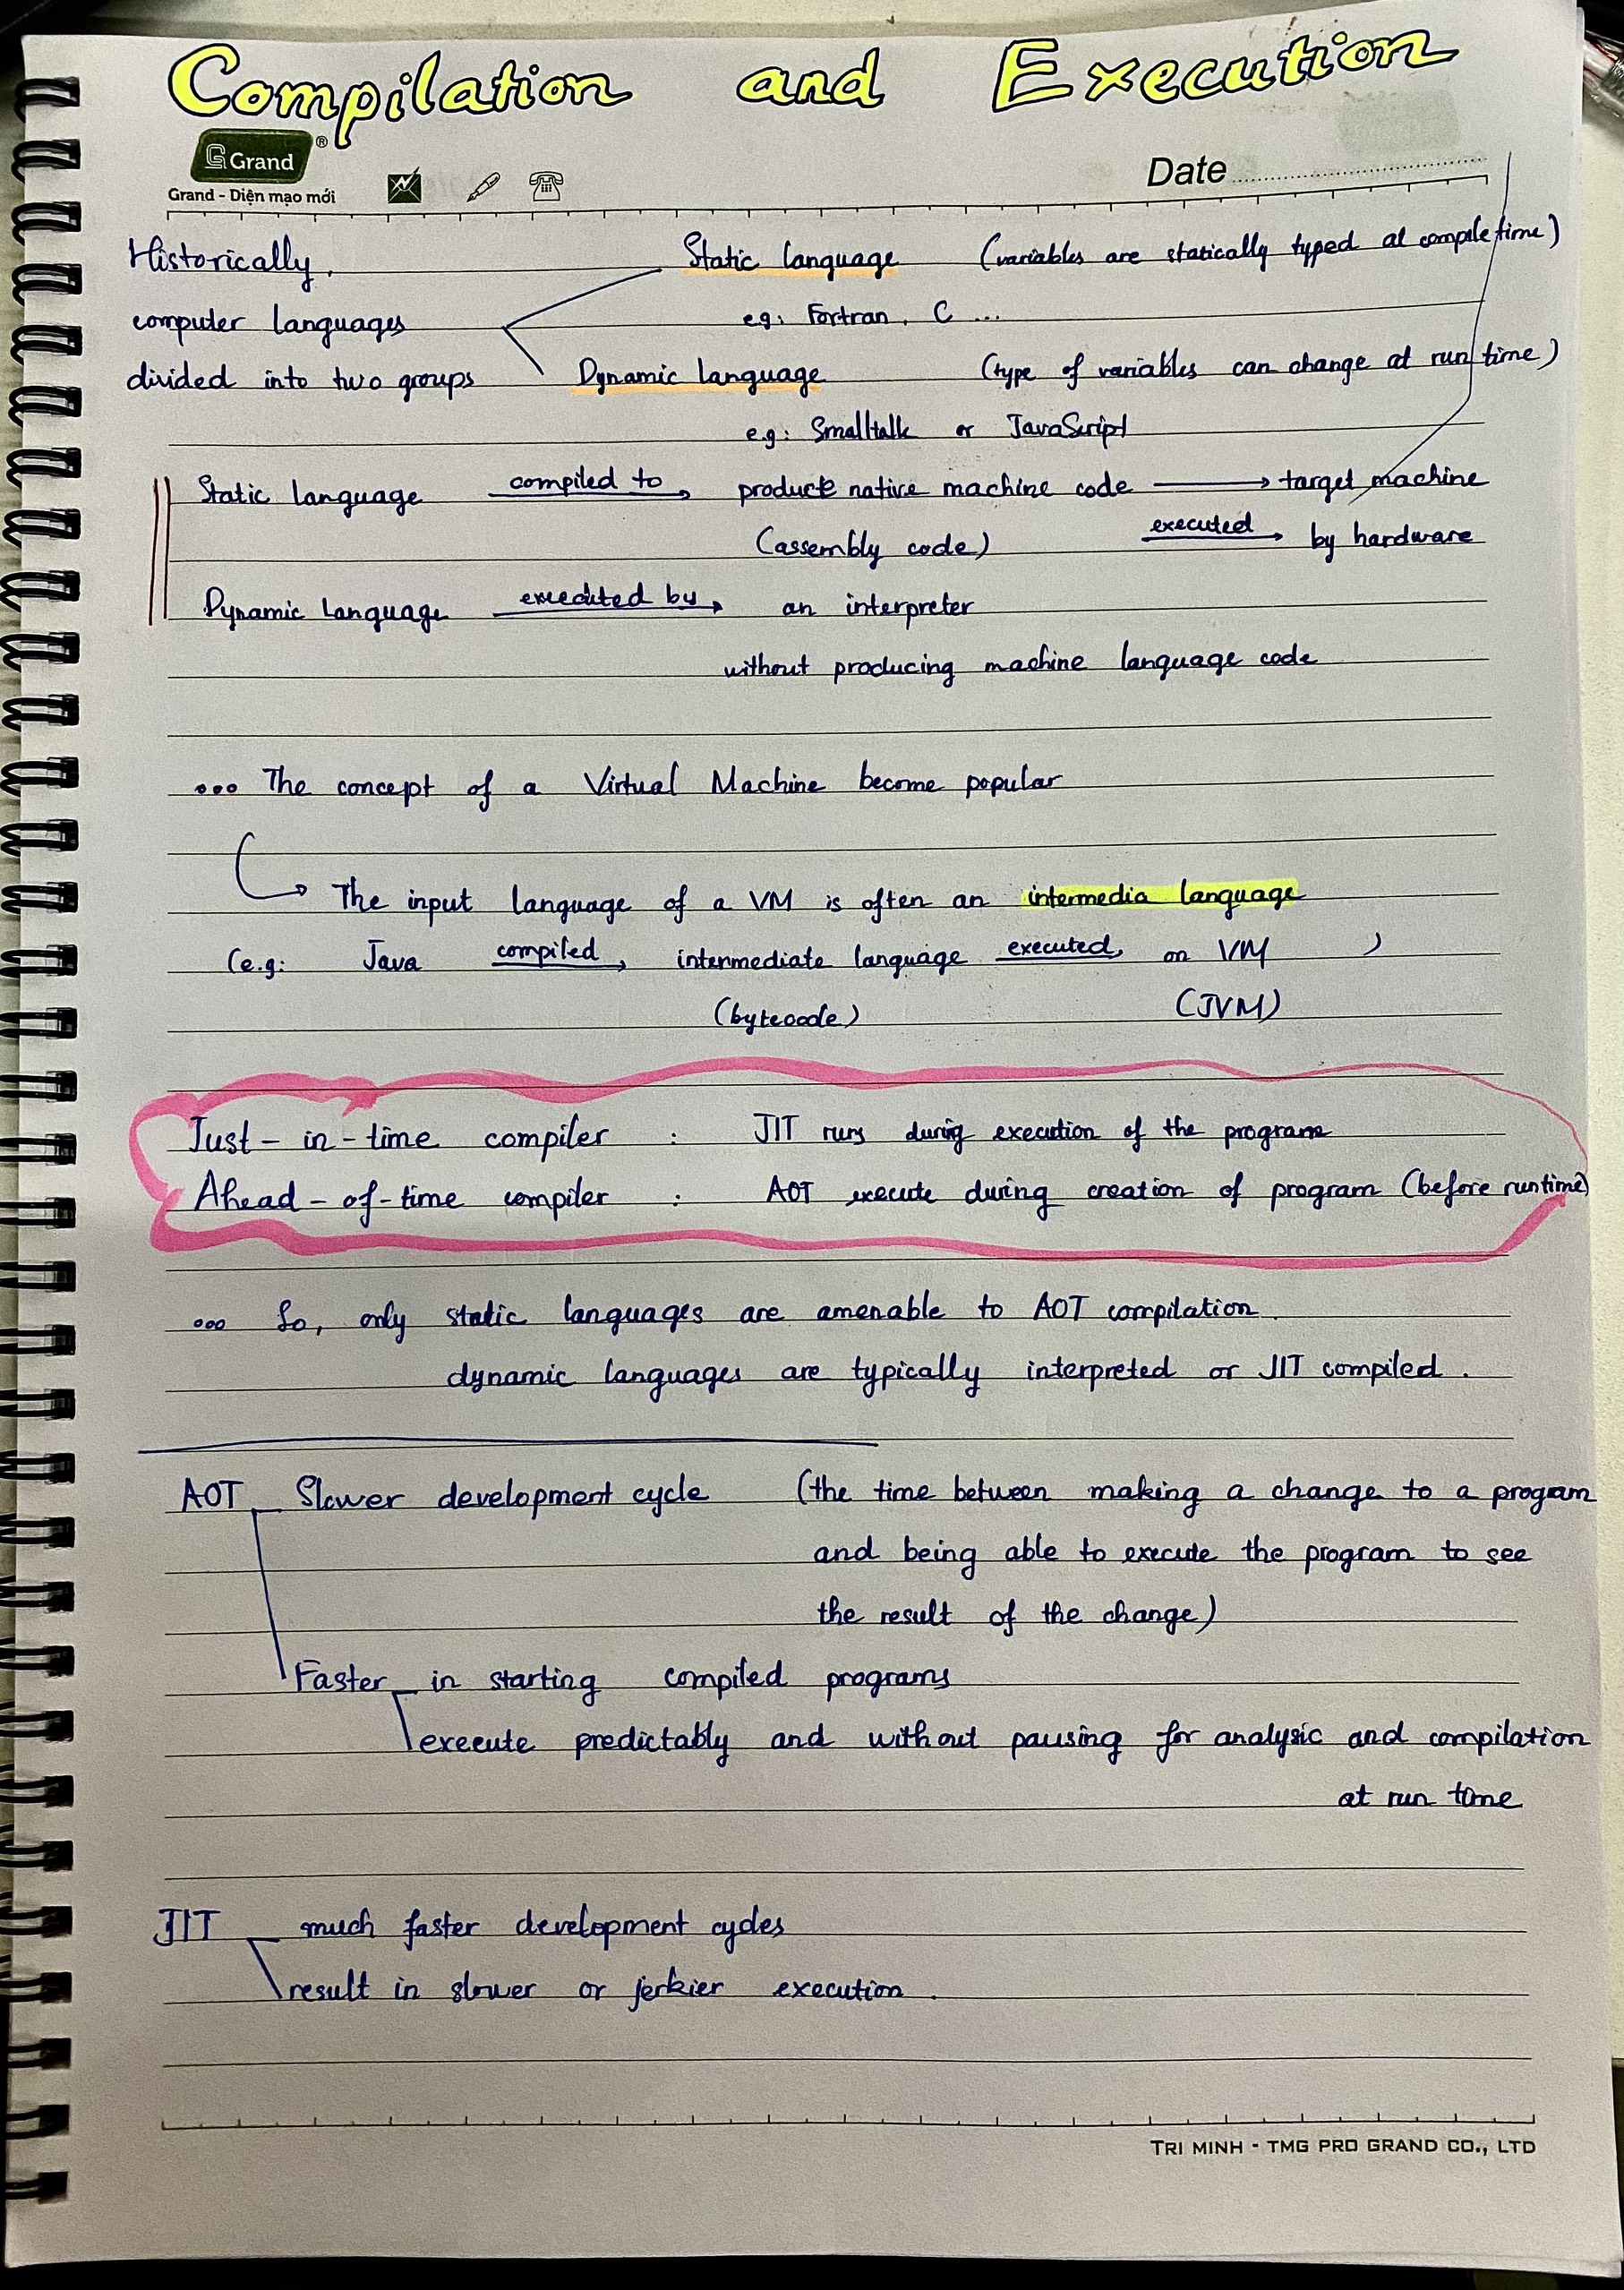 Compilation and Execution
Grand ®
Grand - Diện mạo mới
Date
Historically, Static language (variables are statically typed at compile time)
computer languages eg: Fortran, C ...
divided into two groups Dynamic language (type of variables can change at run time)
e.g: Smalltalk or JavaScript
Static language compiled to product native machine code → target machine
(assembly code) executed → by hardware
Dynamic Language executed by → an interpreter
without producing machine language code
... The concept of a Virtual Machine become popular
→ The input language of a VM is often an intermedia language
(e.g: Java compiled → intermediate language executed → on VM )
(bytecode) (JVM)
Just-in-time compiler : JIT runs during execution of the program
Ahead-of-time compiler : AOT execute during creation of program (before runtime)
... So, only static languages are amenable to AOT compilation.
dynamic languages are typically interpreted or JIT compiled.
AOT Slower development cycle (the time between making a change to a program
and being able to execute the program to see
the result of the change)
Faster in starting compiled programs
execute predictably and without pausing for analysic and compilation
at run time
JIT much faster development cycles
result in slower or jerkier execution.
TRI MINH - TMG PRO GRAND CO., LTD